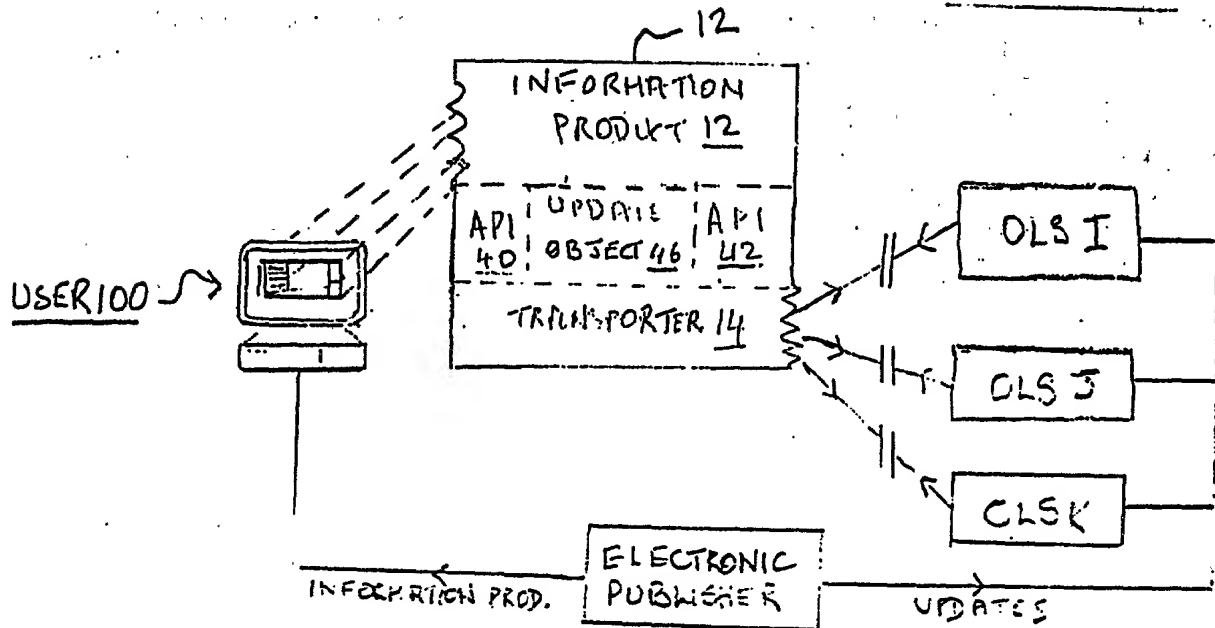 12
INFORMATION
PRODUCT 12
API
40
UPDATE
OBJECT 46
API
42
TRANSPORTER 14
USER 100
OLS I
OLS J
OLS K
ELECTRONIC
PUBLISHER
INFORMATION PROD.
UPDATES